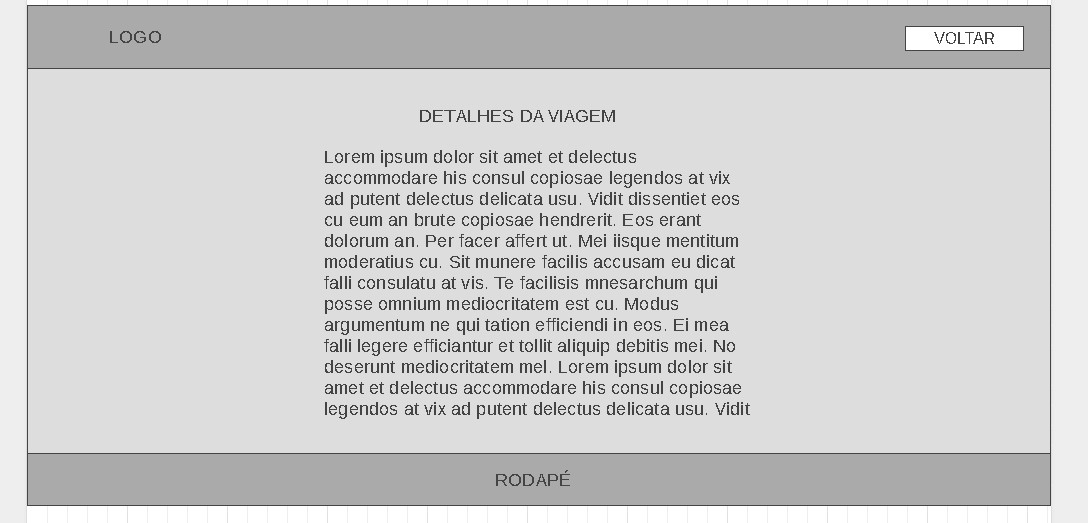 LOGO
VOLTAR
DETALHES DA VIAGEM
Lorem ipsum dolor sit amet et delectus
accommodare his consul copiosae legendos at vix
ad putent delectus delicata usu. Vidit dissentiet eos
cu eum an brute copiosae hendrerit. Eos erant
dolorum an. Per facer affert ut. Mei iisque mentitum
moderatius cu. Sit munere facilis accusam eu dicat
falli consulatu at vis. Te facilisis mnesarchum qui
posse omnium mediocritatem est cu. Modus
argumentum ne qui tation efficiendi in eos. Ei mea
falli legere efficiantur et tollit aliquip debitis mei. No
deserunt mediocritatem mel. Lorem ipsum dolor sit
amet et delectus accommodare his consul copiosae
legendos at vix ad putent delectus delicata usu. Vidit
RODAPÉ